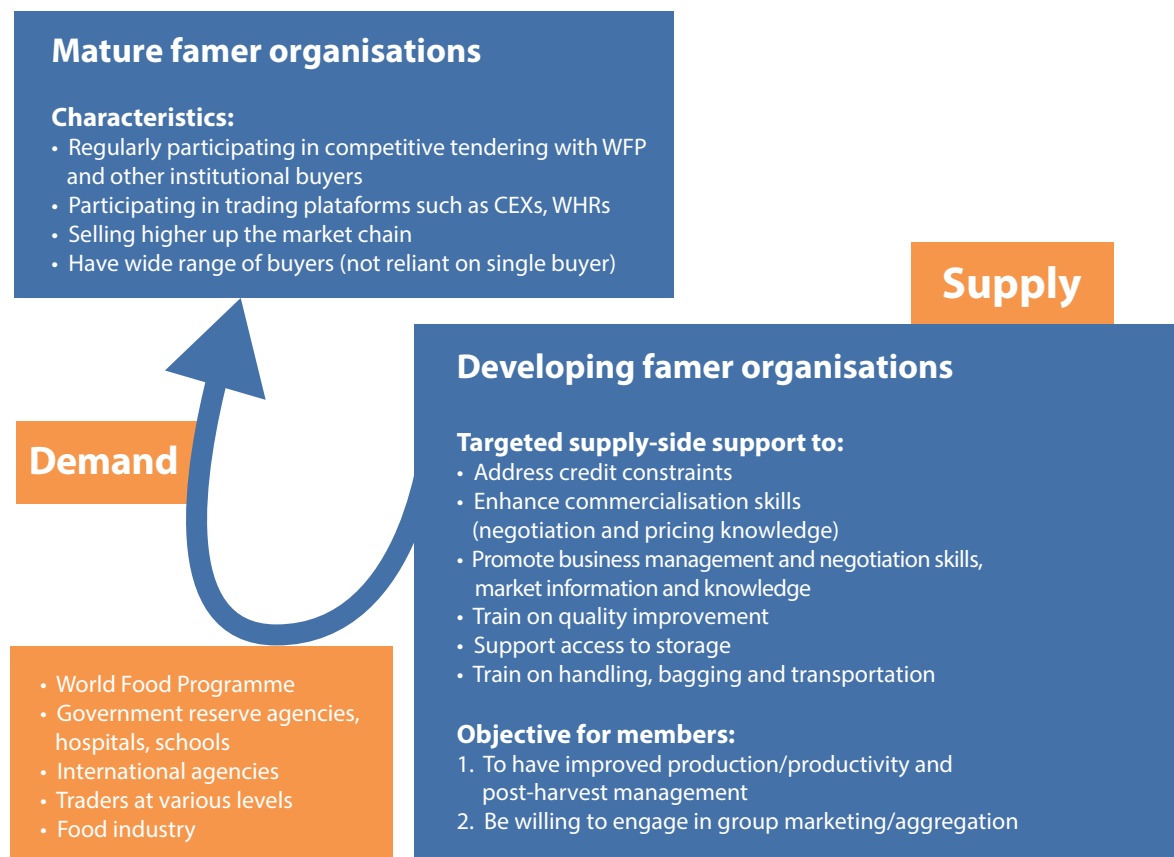 Mature famer organisations
Characteristics:
• Regularly participating in competitive tendering with WFP
and other institutional buyers
• Participating in trading plataforms such as CEXs, WHRs
• Selling higher up the market chain
• Have wide range of buyers (not reliant on single buyer)
Supply
Developing famer organisations
Targeted supply-side support to:
• Address credit constraints
• Enhance commercialisation skills
(negotiation and pricing knowledge)
• Promote business management and negotiation skills,
market information and knowledge
• Train on quality improvement
• Support access to storage
• Train on handling, bagging and transportation
Objective for members:
1. To have improved production/productivity and
post-harvest management
2. Be willing to engage in group marketing/aggregation
Demand
• World Food Programme
• Government reserve agencies,
hospitals, schools
• International agencies
• Traders at various levels
• Food industry